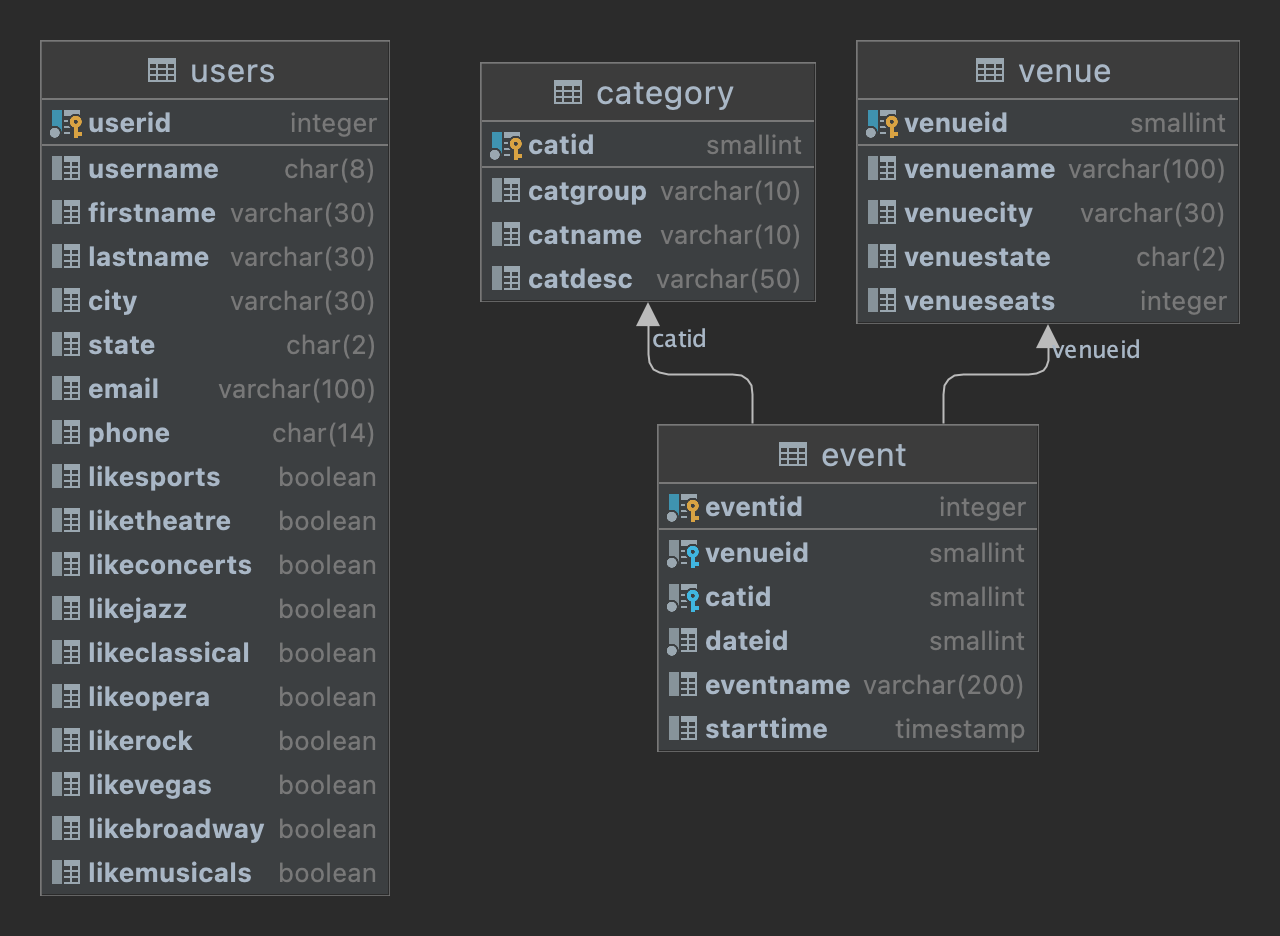 users
userid integer
username char(8)
firstname varchar(30)
lastname varchar(30)
city varchar(30)
state char(2)
email varchar(100)
phone char(14)
likesports boolean
liketheatre boolean
likeconcerts boolean
likejazz boolean
likeclassical boolean
likeopera boolean
likerock boolean
likevegas boolean
likebroadway boolean
likemusicals boolean
category
catid smallint
catgroup varchar(10)
catname varchar(10)
catdesc varchar(50)
venue
venueid smallint
venuename varchar(100)
venuecity varchar(30)
venuestate char(2)
venueseats integer
catid
venueid
event
eventid integer
venueid smallint
catid smallint
dateid smallint
eventname varchar(200)
starttime timestamp